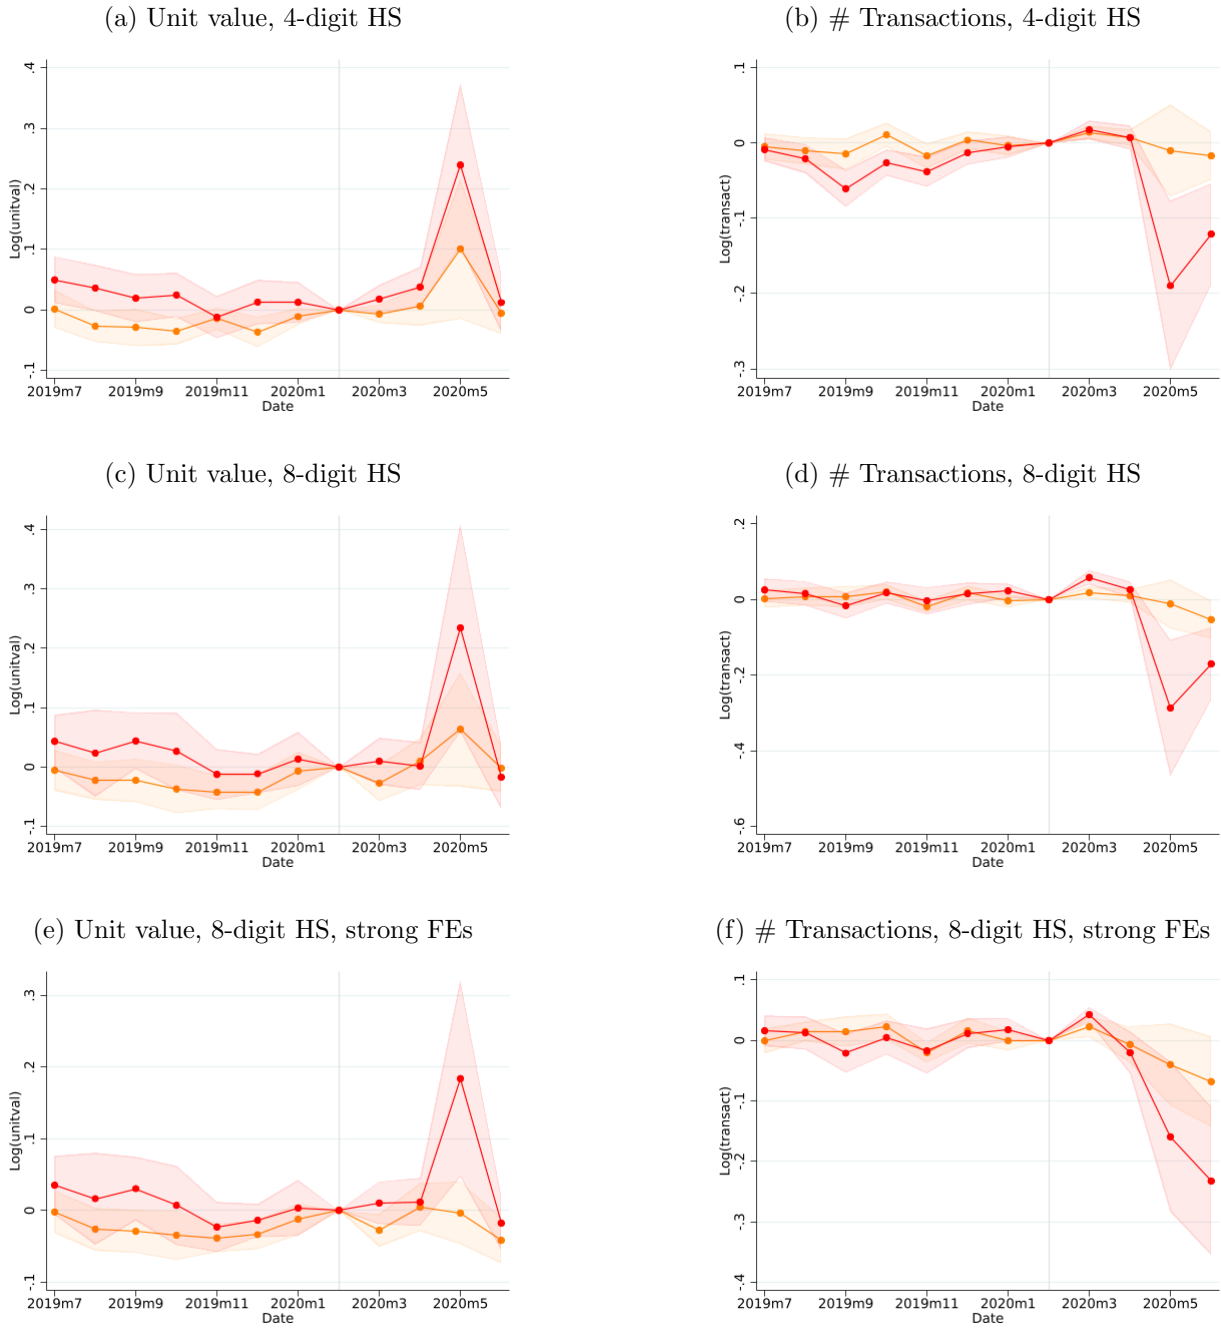 (a) Unit value, 4-digit HS
Log(unitval)
.4
.3
.2
.1
0
-.1
2019m7 2019m9 2019m11 2020m1 2020m3 2020m5
Date
(b) # Transactions, 4-digit HS
Log(transact)
.1
0
-.1
-.2
-.3
2019m7 2019m9 2019m11 2020m1 2020m3 2020m5
Date
(c) Unit value, 8-digit HS
Log(unitval)
.4
.3
.2
.1
0
-.1
2019m7 2019m9 2019m11 2020m1 2020m3 2020m5
Date
(d) # Transactions, 8-digit HS
Log(transact)
.2
0
-.2
-.4
-.6
2019m7 2019m9 2019m11 2020m1 2020m3 2020m5
Date
(e) Unit value, 8-digit HS, strong FEs
Log(unitval)
.3
.2
.1
0
-.1
2019m7 2019m9 2019m11 2020m1 2020m3 2020m5
Date
(f) # Transactions, 8-digit HS, strong FEs
Log(transact)
.1
0
-.1
-.2
-.3
-.4
2019m7 2019m9 2019m11 2020m1 2020m3 2020m5
Date